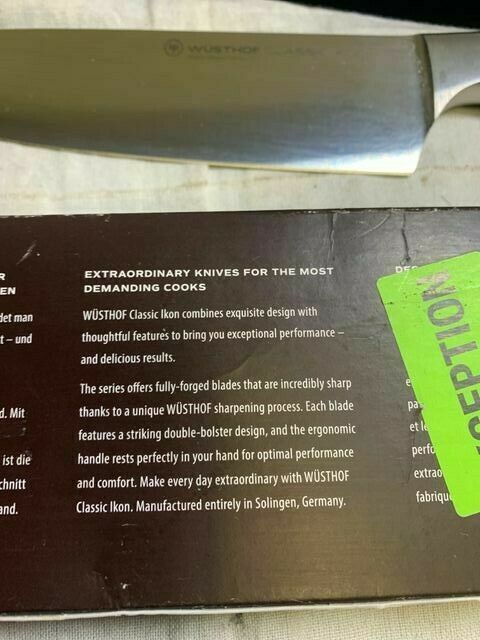 WÜSTHOF CLASSIC
R
EN
det man
t – und
d. Mit
ist die
chnitt
and.
EXTRAORDINARY KNIVES FOR THE MOST
DEMANDING COOKS
WÜSTHOF Classic Ikon combines exquisite design with
thoughtful features to bring you exceptional performance –
and delicious results.
The series offers fully-forged blades that are incredibly sharp
thanks to a unique WÜSTHOF sharpening process. Each blade
features a striking double-bolster design, and the ergonomic
handle rests perfectly in your hand for optimal performance
and comfort. Make every day extraordinary with WÜSTHOF
Classic Ikon. Manufactured entirely in Solingen, Germany.
DES
e
pa
et le
perfo
extrao
fabriqu
CEPTION